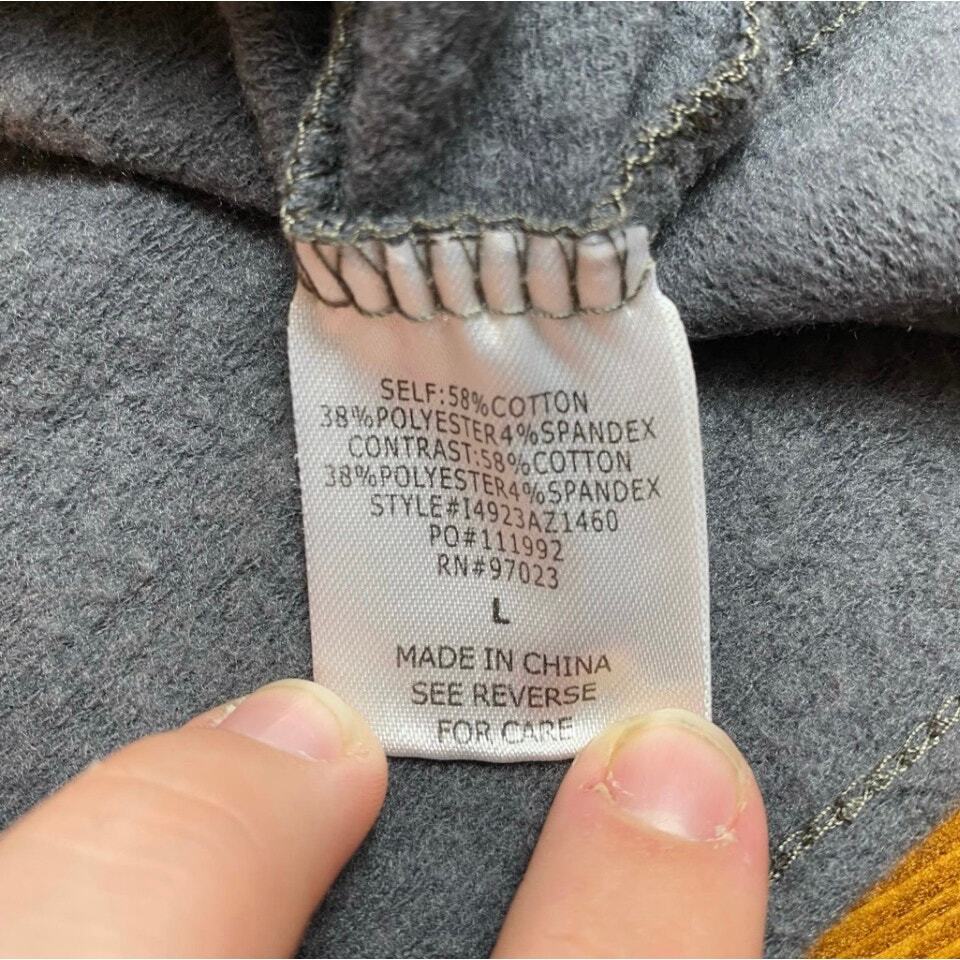 SELF:58%COTTON
38%POLYESTER4%SPANDEX
CONTRAST:58%COTTON
38%POLYESTER4%SPANDEX
STYLE#I4923AZ1460
PO#111992
RN#97023
L
MADE IN CHINA
SEE REVERSE
FOR CARE